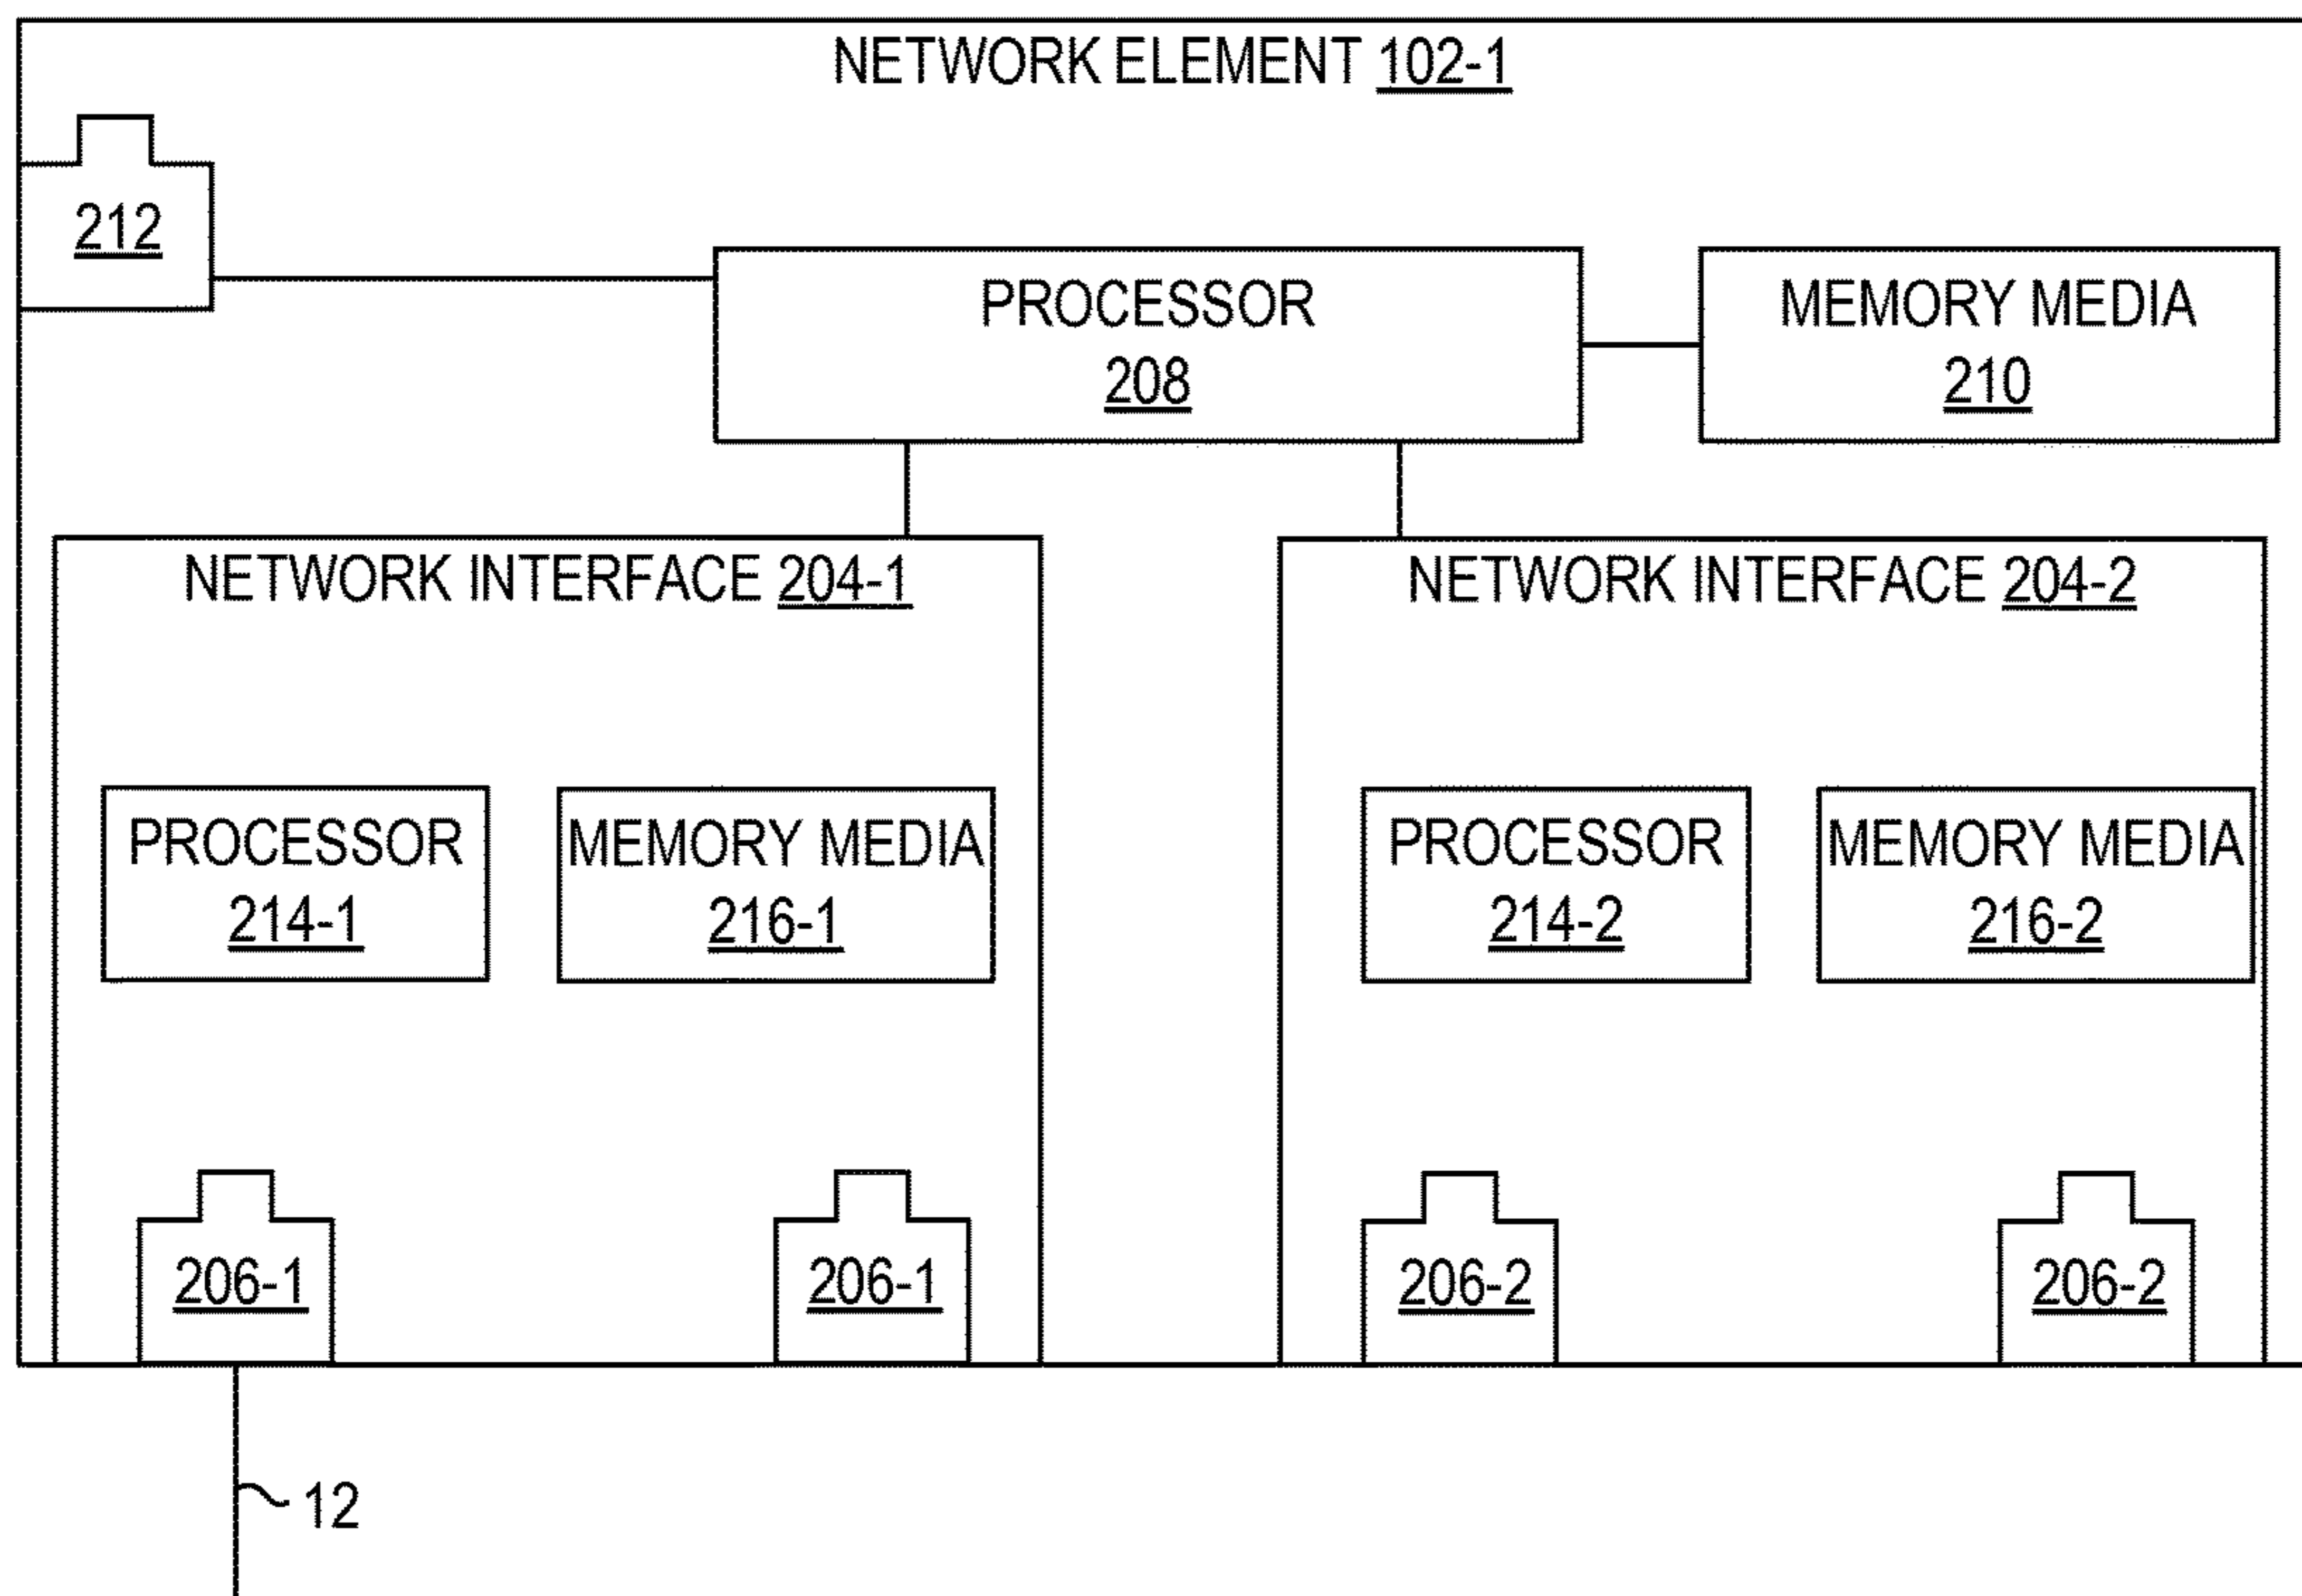 NETWORK ELEMENT 102-1
212
PROCESSOR
208
MEMORY MEDIA
210
NETWORK INTERFACE 204-1
PROCESSOR
214-1
MEMORY MEDIA
216-1
206-1
206-1
NETWORK INTERFACE 204-2
PROCESSOR
214-2
MEMORY MEDIA
216-2
206-2
206-2
12